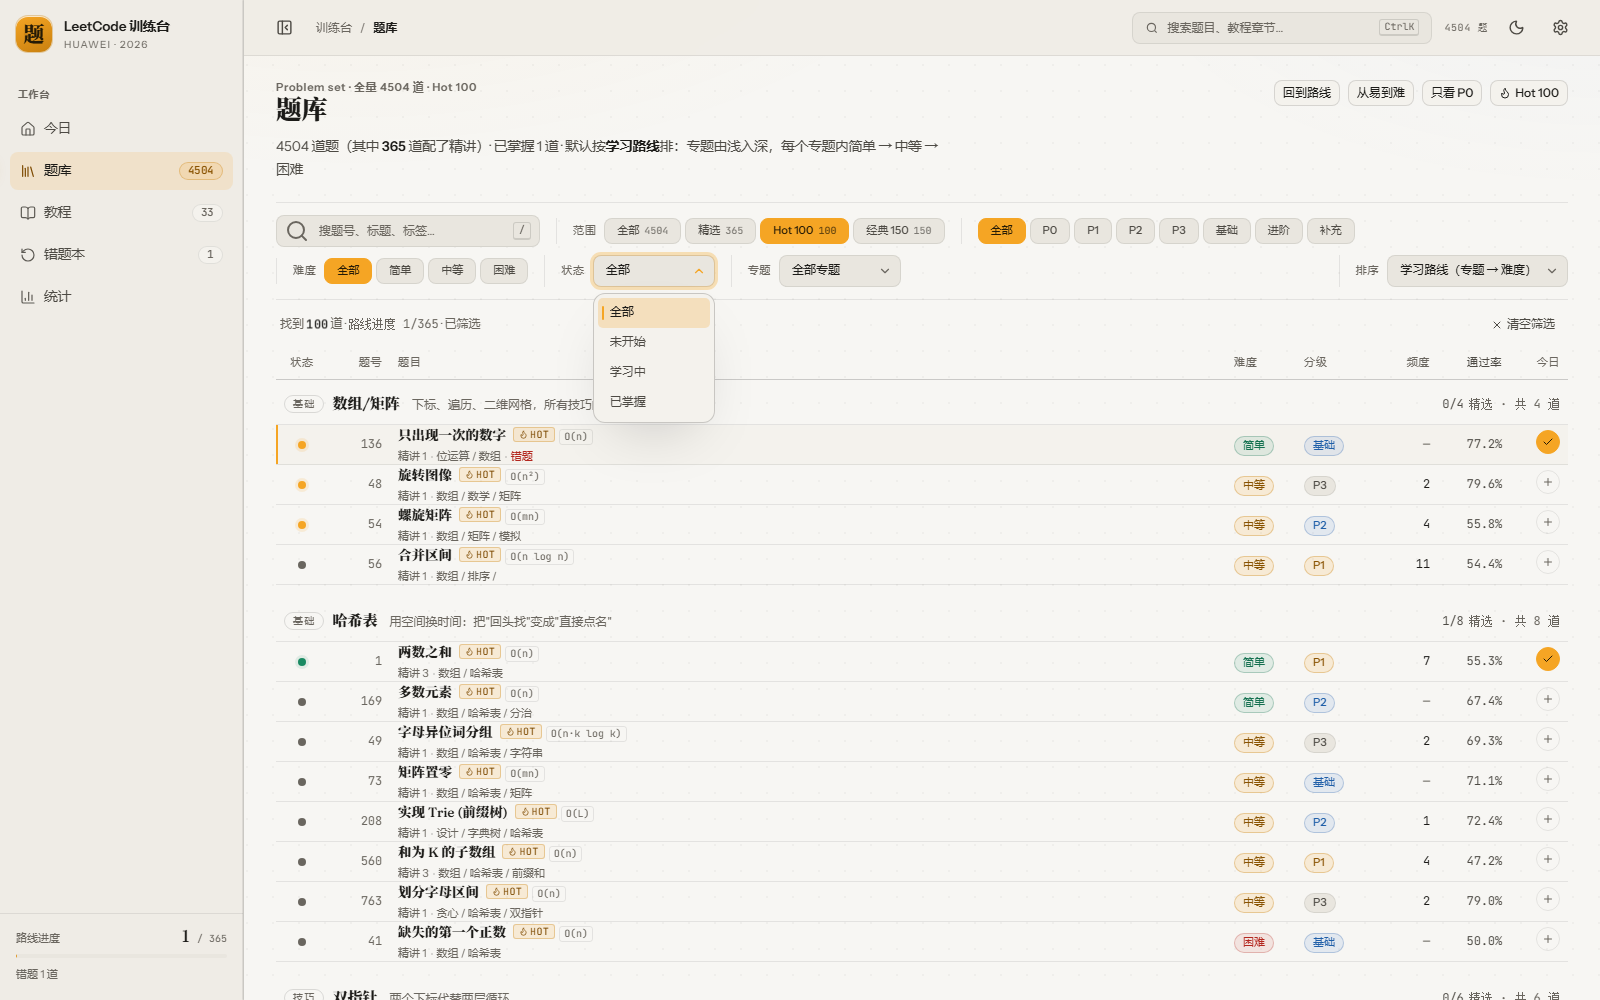 题 LeetCode 训练台
HUAWEI · 2026
工作台
今日
题库 4504
教程 33
错题本 1
统计
路线进度 1 / 365
错题 1 道
训练台 / 题库
搜索题目、教程章节... CtrlK
4504 题
Problem set · 全量 4504 道 · Hot 100
题库
4504 道题（其中 365 道配了精讲）· 已掌握 1 道 · 默认按学习路线排：专题由浅入深，每个专题内简单 → 中等 →
困难
回到路线 从易到难 只看 P0 Hot 100
搜题号、标题、标签... /
范围 全部 4504 精选 365 Hot 100 100 经典 150 150
全部 P0 P1 P2 P3 基础 进阶 补充
难度 全部 简单 中等 困难
状态 全部
专题 全部专题
排序 学习路线（专题 → 难度）
全部
未开始
学习中
已掌握
找到 100 道 · 路线进度 1/365 · 已筛选
清空筛选
状态 题号 题目 难度 分级 频度 通过率 今日
基础 数组/矩阵 下标、遍历、二维网格，所有技巧 0/4 精选 · 共 4 道
136 只出现一次的数字 HOT O(n) 简单 基础 — 77.2%
精讲 1 · 位运算 / 数组 · 错题
48 旋转图像 HOT O(n²) 中等 P3 2 79.6%
精讲 1 · 数组 / 数学 / 矩阵
54 螺旋矩阵 HOT O(mn) 中等 P2 4 55.8%
精讲 1 · 数组 / 矩阵 / 模拟
56 合并区间 HOT O(n log n) 中等 P1 11 54.4%
精讲 1 · 数组 / 排序 /
基础 哈希表 用空间换时间：把"回头找"变成"直接点名" 1/8 精选 · 共 8 道
1 两数之和 HOT O(n) 简单 P1 7 55.3%
精讲 3 · 数组 / 哈希表
169 多数元素 HOT O(n) 简单 P2 — 67.4%
精讲 1 · 数组 / 哈希表 / 分治
49 字母异位词分组 HOT O(n·k log k) 中等 P3 2 69.3%
精讲 1 · 数组 / 哈希表 / 字符串
73 矩阵置零 HOT O(mn) 中等 基础 — 71.1%
精讲 1 · 数组 / 哈希表 / 矩阵
208 实现 Trie (前缀树) HOT O(L) 中等 P2 1 72.4%
精讲 1 · 设计 / 字典树 / 哈希表
560 和为 K 的子数组 HOT O(n) 中等 P1 4 47.2%
精讲 3 · 数组 / 哈希表 / 前缀和
763 划分字母区间 HOT O(n) 中等 P3 2 79.0%
精讲 1 · 贪心 / 哈希表 / 双指针
41 缺失的第一个正数 HOT O(n) 困难 基础 — 50.0%
精讲 1 · 数组 / 哈希表
技巧 双指针 两个下标代替两层循环 0/6 精选 · 共 6 道